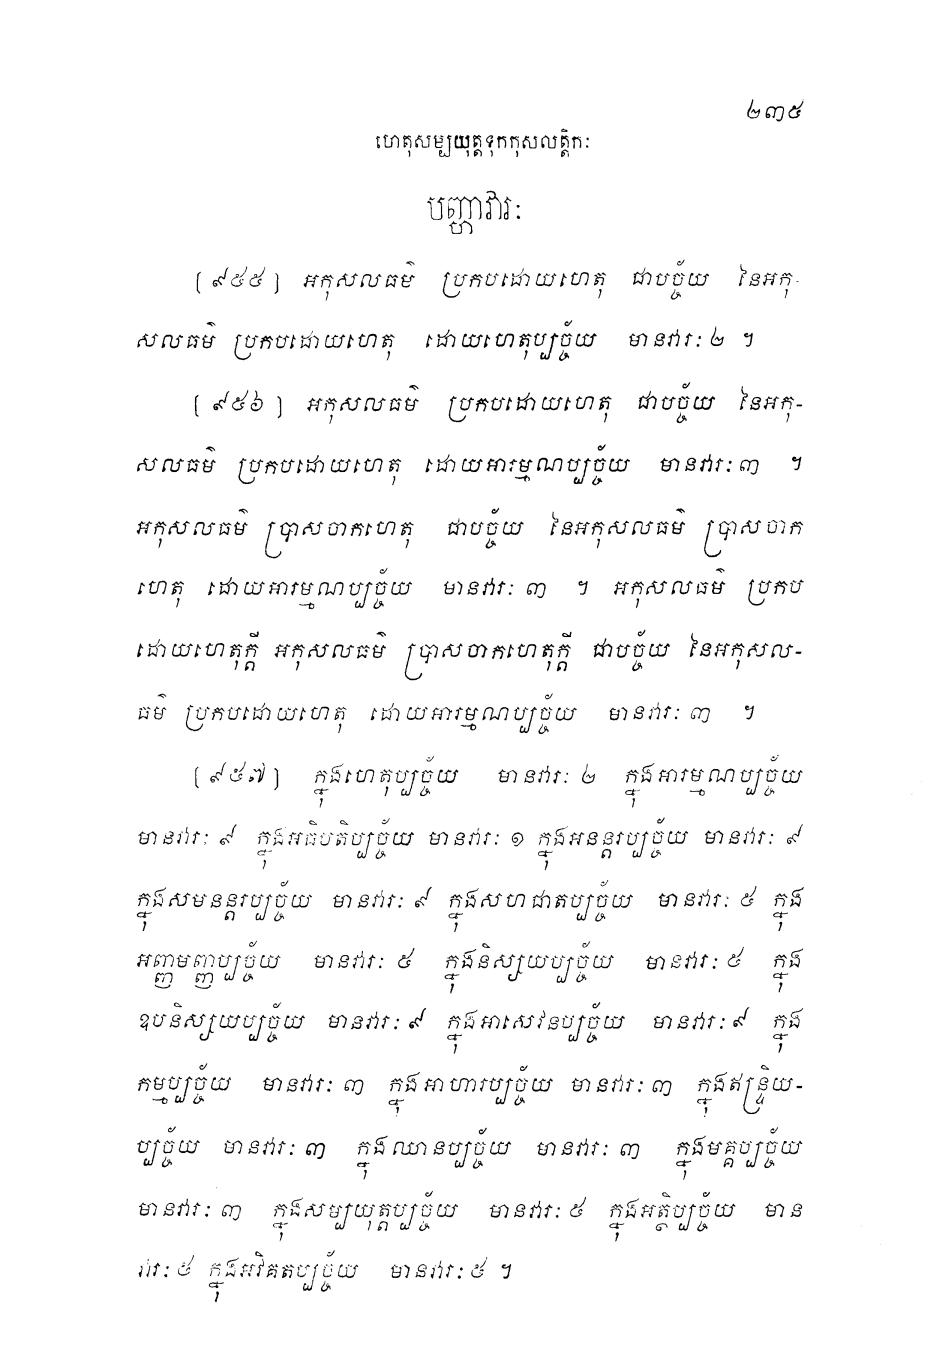 ២៣៥
ហេតុសម្បយុត្តទុកកុសលត្តិកៈ
បញ្ហាវារៈ
[៩៥៥] អកុសលធម៌ ប្រកបដោយហេតុ ជាបច្ច័យ នៃអកុ-
សលធម៌ ប្រកបដោយហេតុ ដោយហេតុប្បច្ច័យ មានវារៈ ២ ។
[៩៥៦] អកុសលធម៌ ប្រកបដោយហេតុ ជាបច្ច័យ នៃអកុ-
សលធម៌ ប្រកបដោយហេតុ ដោយអារម្មណប្បច្ច័យ មានវារៈ ៣ ។
អកុសលធម៌ ប្រាសចាកហេតុ ជាបច្ច័យ នៃអកុសលធម៌ ប្រាសចាក
ហេតុ ដោយអារម្មណប្បច្ច័យ មានវារៈ ៣ ។ អកុសលធម៌ ប្រកប
ដោយហេតុក្តី អកុសលធម៌ ប្រាសចាកហេតុក្តី ជាបច្ច័យ នៃអកុសល-
ធម៌ ប្រកបដោយហេតុ ដោយអារម្មណប្បច្ច័យ មានវារៈ ៣ ។
[៩៥៧] ក្នុងហេតុប្បច្ច័យ មានវារៈ ២ ក្នុងអារម្មណប្បច្ច័យ
មានវារៈ ៩ ក្នុងអធិបតិប្បច្ច័យ មានវារៈ ១ ក្នុងអនន្តរប្បច្ច័យ មានវារៈ ៩
ក្នុងសមនន្តរប្បច្ច័យ មានវារៈ ៩ ក្នុងសហជាតប្បច្ច័យ មានវារៈ ៥ ក្នុង
អញ្ញមញ្ញប្បច្ច័យ មានវារៈ ៥ ក្នុងនិស្សយប្បច្ច័យ មានវារៈ ៥ ក្នុង
ឧបនិស្សយប្បច្ច័យ មានវារៈ ៩ ក្នុងអាសេវនប្បច្ច័យ មានវារៈ ៩ ក្នុង
កម្មប្បច្ច័យ មានវារៈ ៣ ក្នុងអាហារប្បច្ច័យ មានវារៈ ៣ ក្នុងឥន្ទ្រិយ-
ប្បច្ច័យ មានវារៈ ៣ ក្នុងឈានប្បច្ច័យ មានវារៈ ៣ ក្នុងមគ្គប្បច្ច័យ
មានវារៈ ៣ ក្នុងសម្បយុត្តប្បច្ច័យ មានវារៈ ៥ ក្នុងអត្ថិប្បច្ច័យ មាន
វារៈ ៥ ក្នុងអវិគតប្បច្ច័យ មានវារៈ ៥ ។